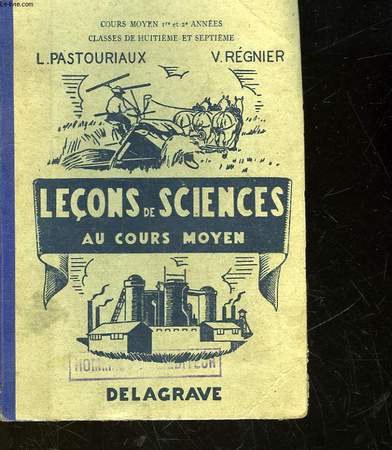 COURS MOYEN 1re et 2e ANNÉES
CLASSES DE HUITIÈME ET SEPTIÈME
L. PASTOURIAUX V. RÉGNIER
LEÇONS DE SCIENCES
AU COURS MOYEN
DELAGRAVE